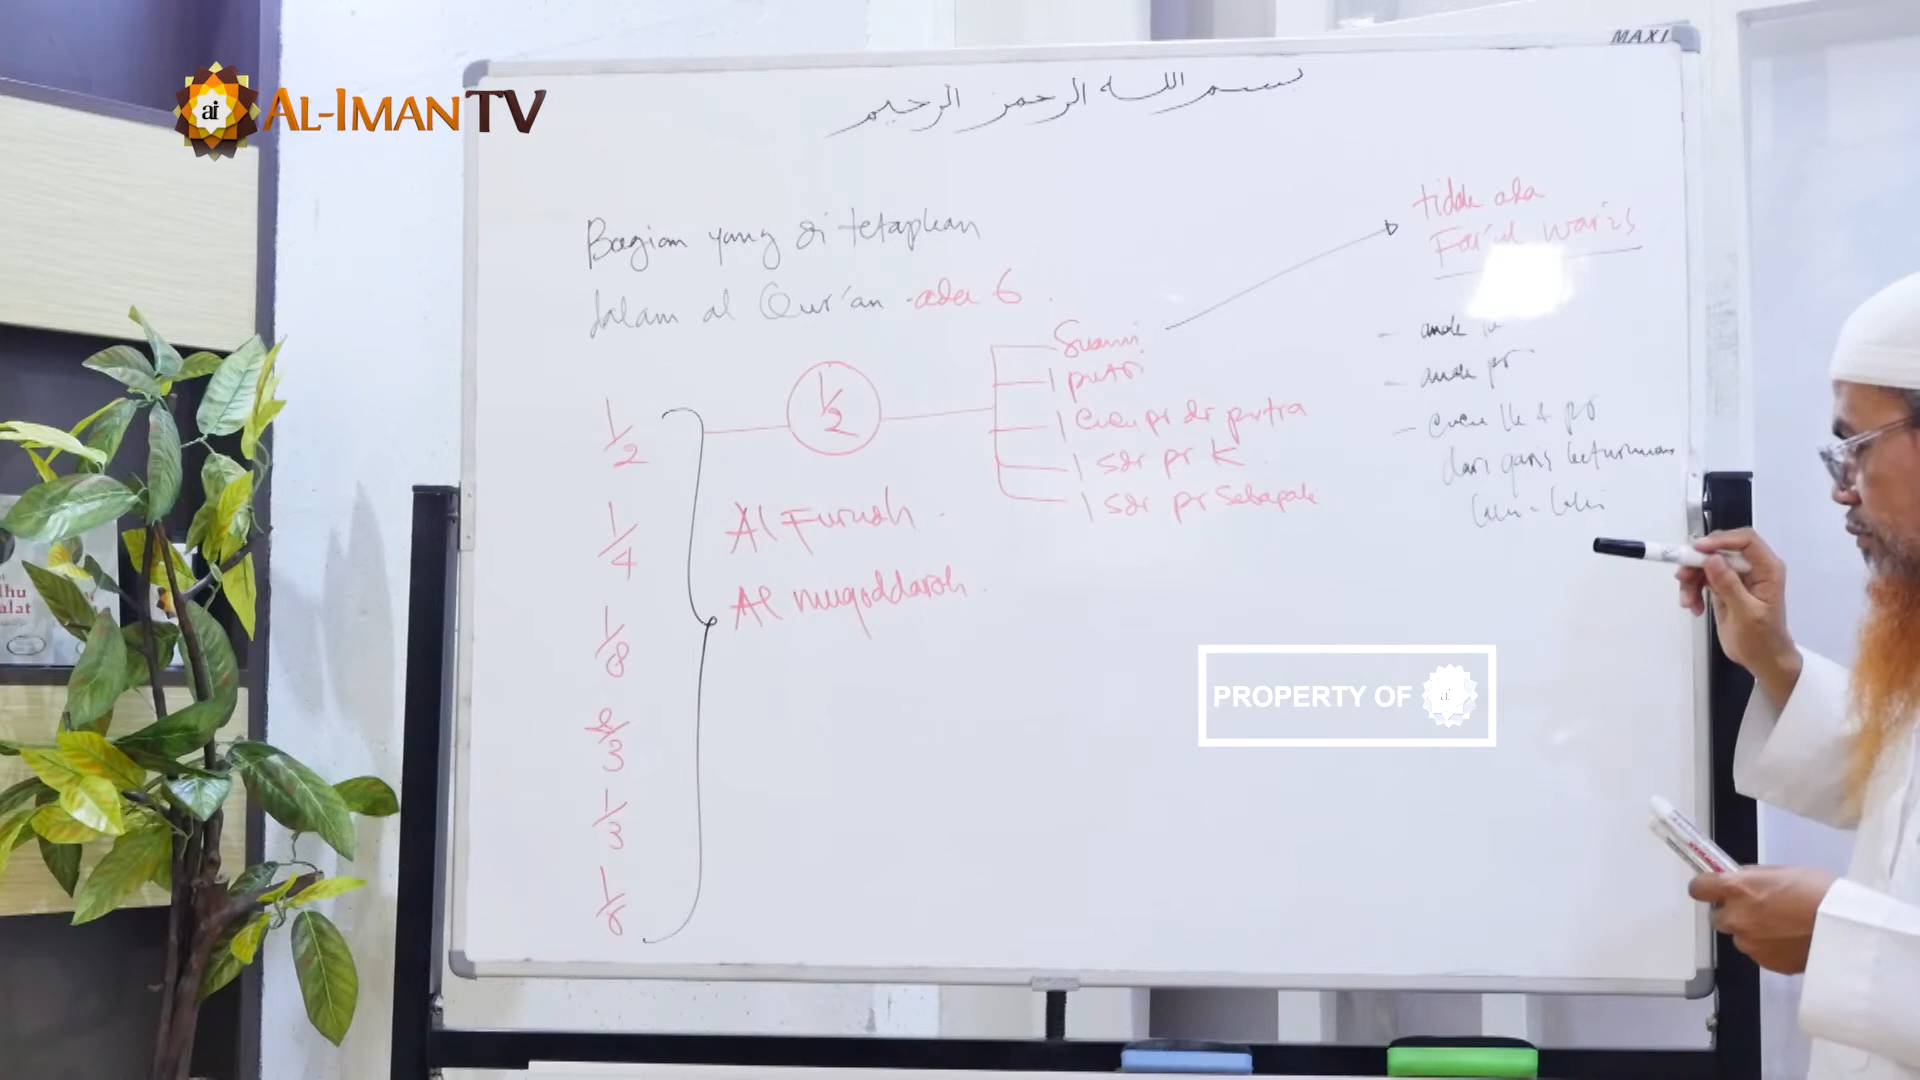 AL-IMAN TV
MAXI
بسم الله الرحمن الرحيم
Bagian yang di tetapkan
dalam al Qur'an ada 6.
1/2
1/4
1/8
2/3
1/3
1/6
Al Furudh
Al muqoddaroh
1/2
Suami
1 putri
1 cucu pr dr putra
1 sdr pr K
1 sdr pr sebapak
tidak ada
Far'ul waris
- anak lk
- anak pr
- cucu lk & pr
dari garis keturunan
laki-laki
PROPERTY OF ai